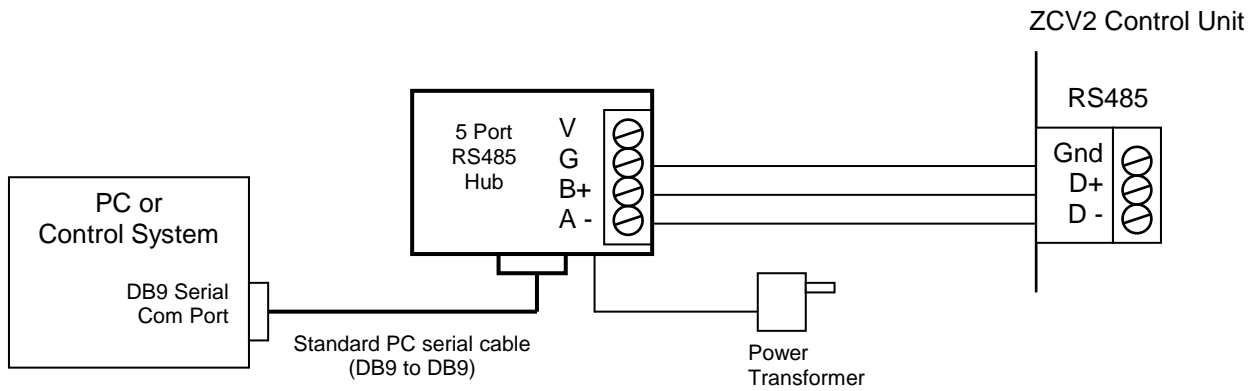 ZCV2 Control Unit
RS485
5 Port
RS485
Hub
V
G
B+
A -
Gnd
D+
D -
PC or
Control System
DB9 Serial
Com Port
Standard PC serial cable
(DB9 to DB9)
Power
Transformer